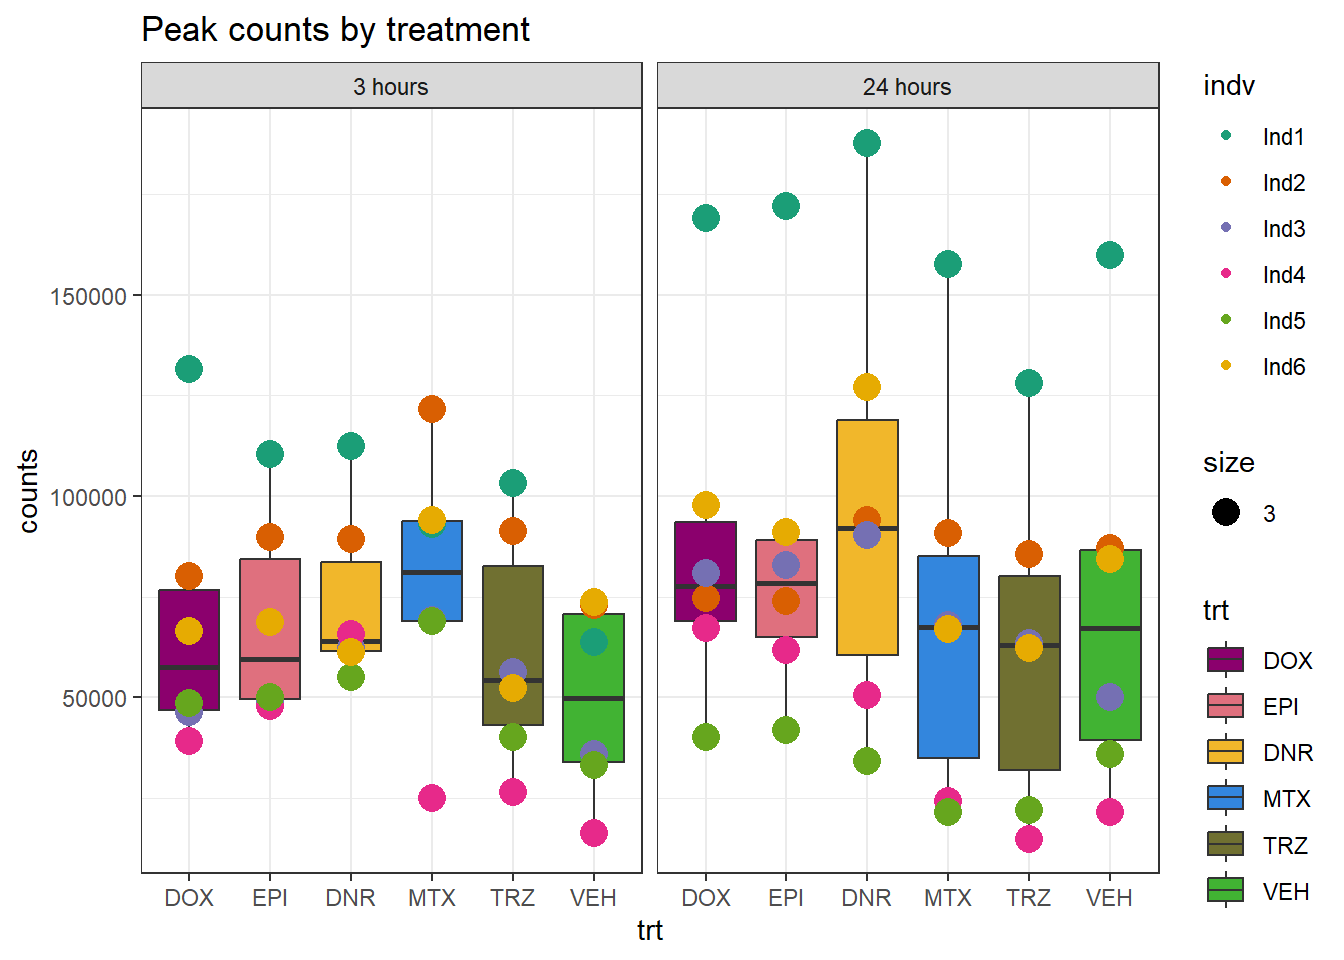 Peak counts by treatment
3 hours
24 hours
counts
150000
100000
50000
DOX EPI DNR MTX TRZ VEH
DOX EPI DNR MTX TRZ VEH
trt
indv
Ind1
Ind2
Ind3
Ind4
Ind5
Ind6
size
3
trt
DOX
EPI
DNR
MTX
TRZ
VEH